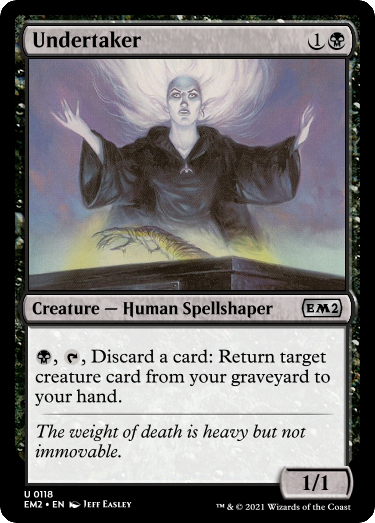 Undertaker 1
Creature — Human Spellshaper EM2
, , Discard a card: Return target
creature card from your graveyard to
your hand.
The weight of death is heavy but not
immovable.
1/1
U 0118
EM2 • EN Jeff Easley
™ & © 2021 Wizards of the Coast